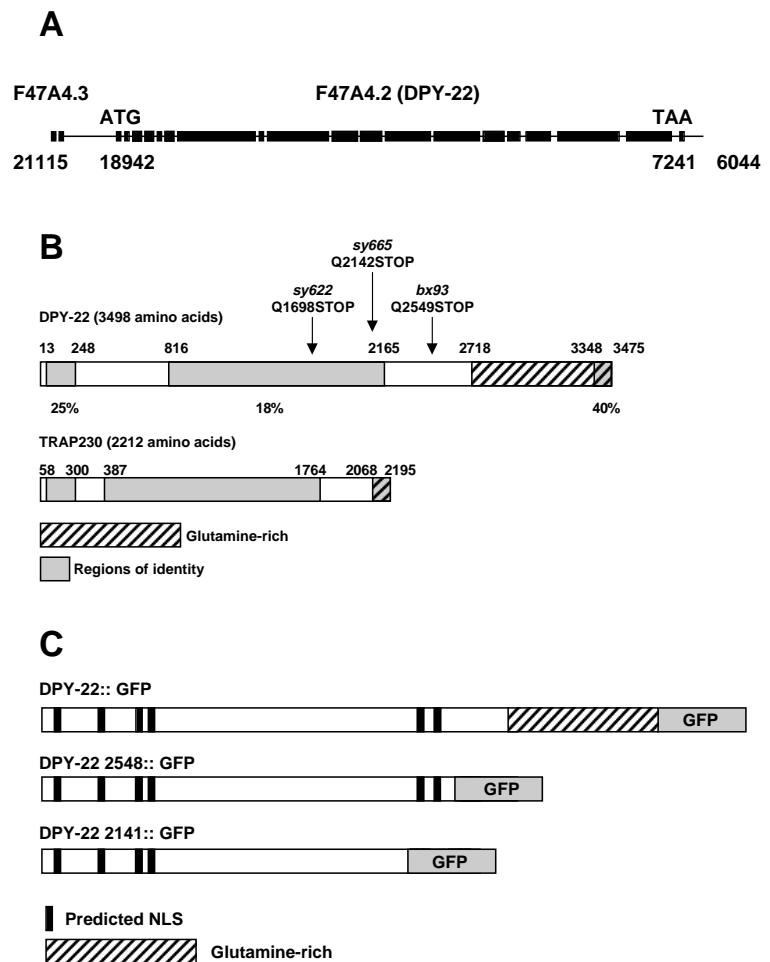 A
F47A4.3 F47A4.2 (DPY-22)
ATG TAA
21115 18942 7241 6044
B
sy665
Q2142STOP
sy622 bx93
Q1698STOP Q2549STOP
DPY-22 (3498 amino acids)
13 248 816 2165 2718 3348 3475
25% 18% 40%
TRAP230 (2212 amino acids)
58 300 387 1764 2068 2195
Glutamine-rich
Regions of identity
C
DPY-22:: GFP
GFP
DPY-22 2548:: GFP
GFP
DPY-22 2141:: GFP
GFP
Predicted NLS
Glutamine-rich